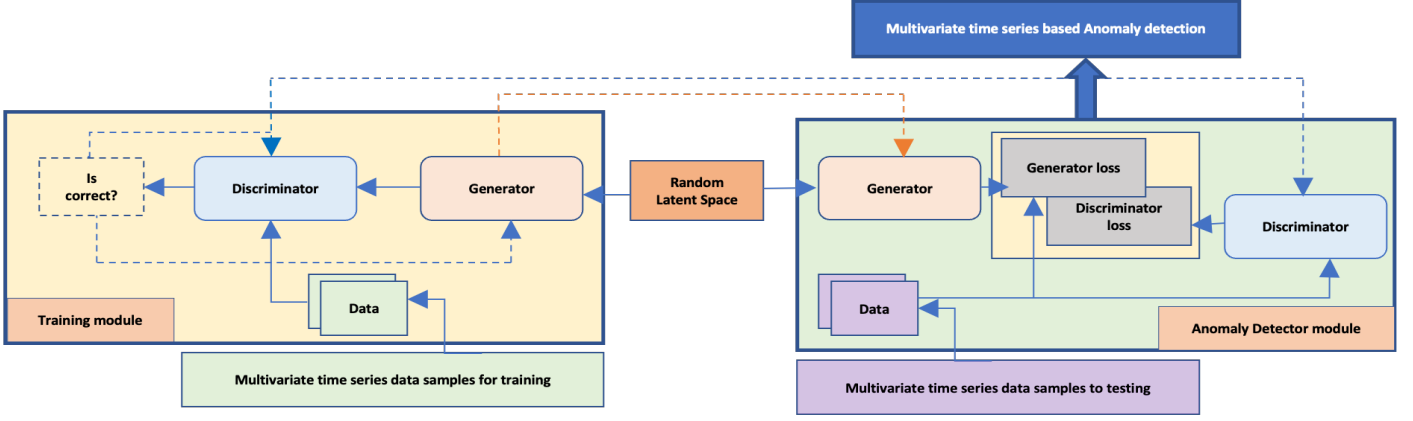 Multivariate time series based Anomaly detection
Is
correct?
Discriminator
Generator
Random
Latent Space
Generator
Generator loss
Discriminator
loss
Discriminator
Data
Training module
Data
Anomaly Detector module
Multivariate time series data samples for training
Multivariate time series data samples to testing